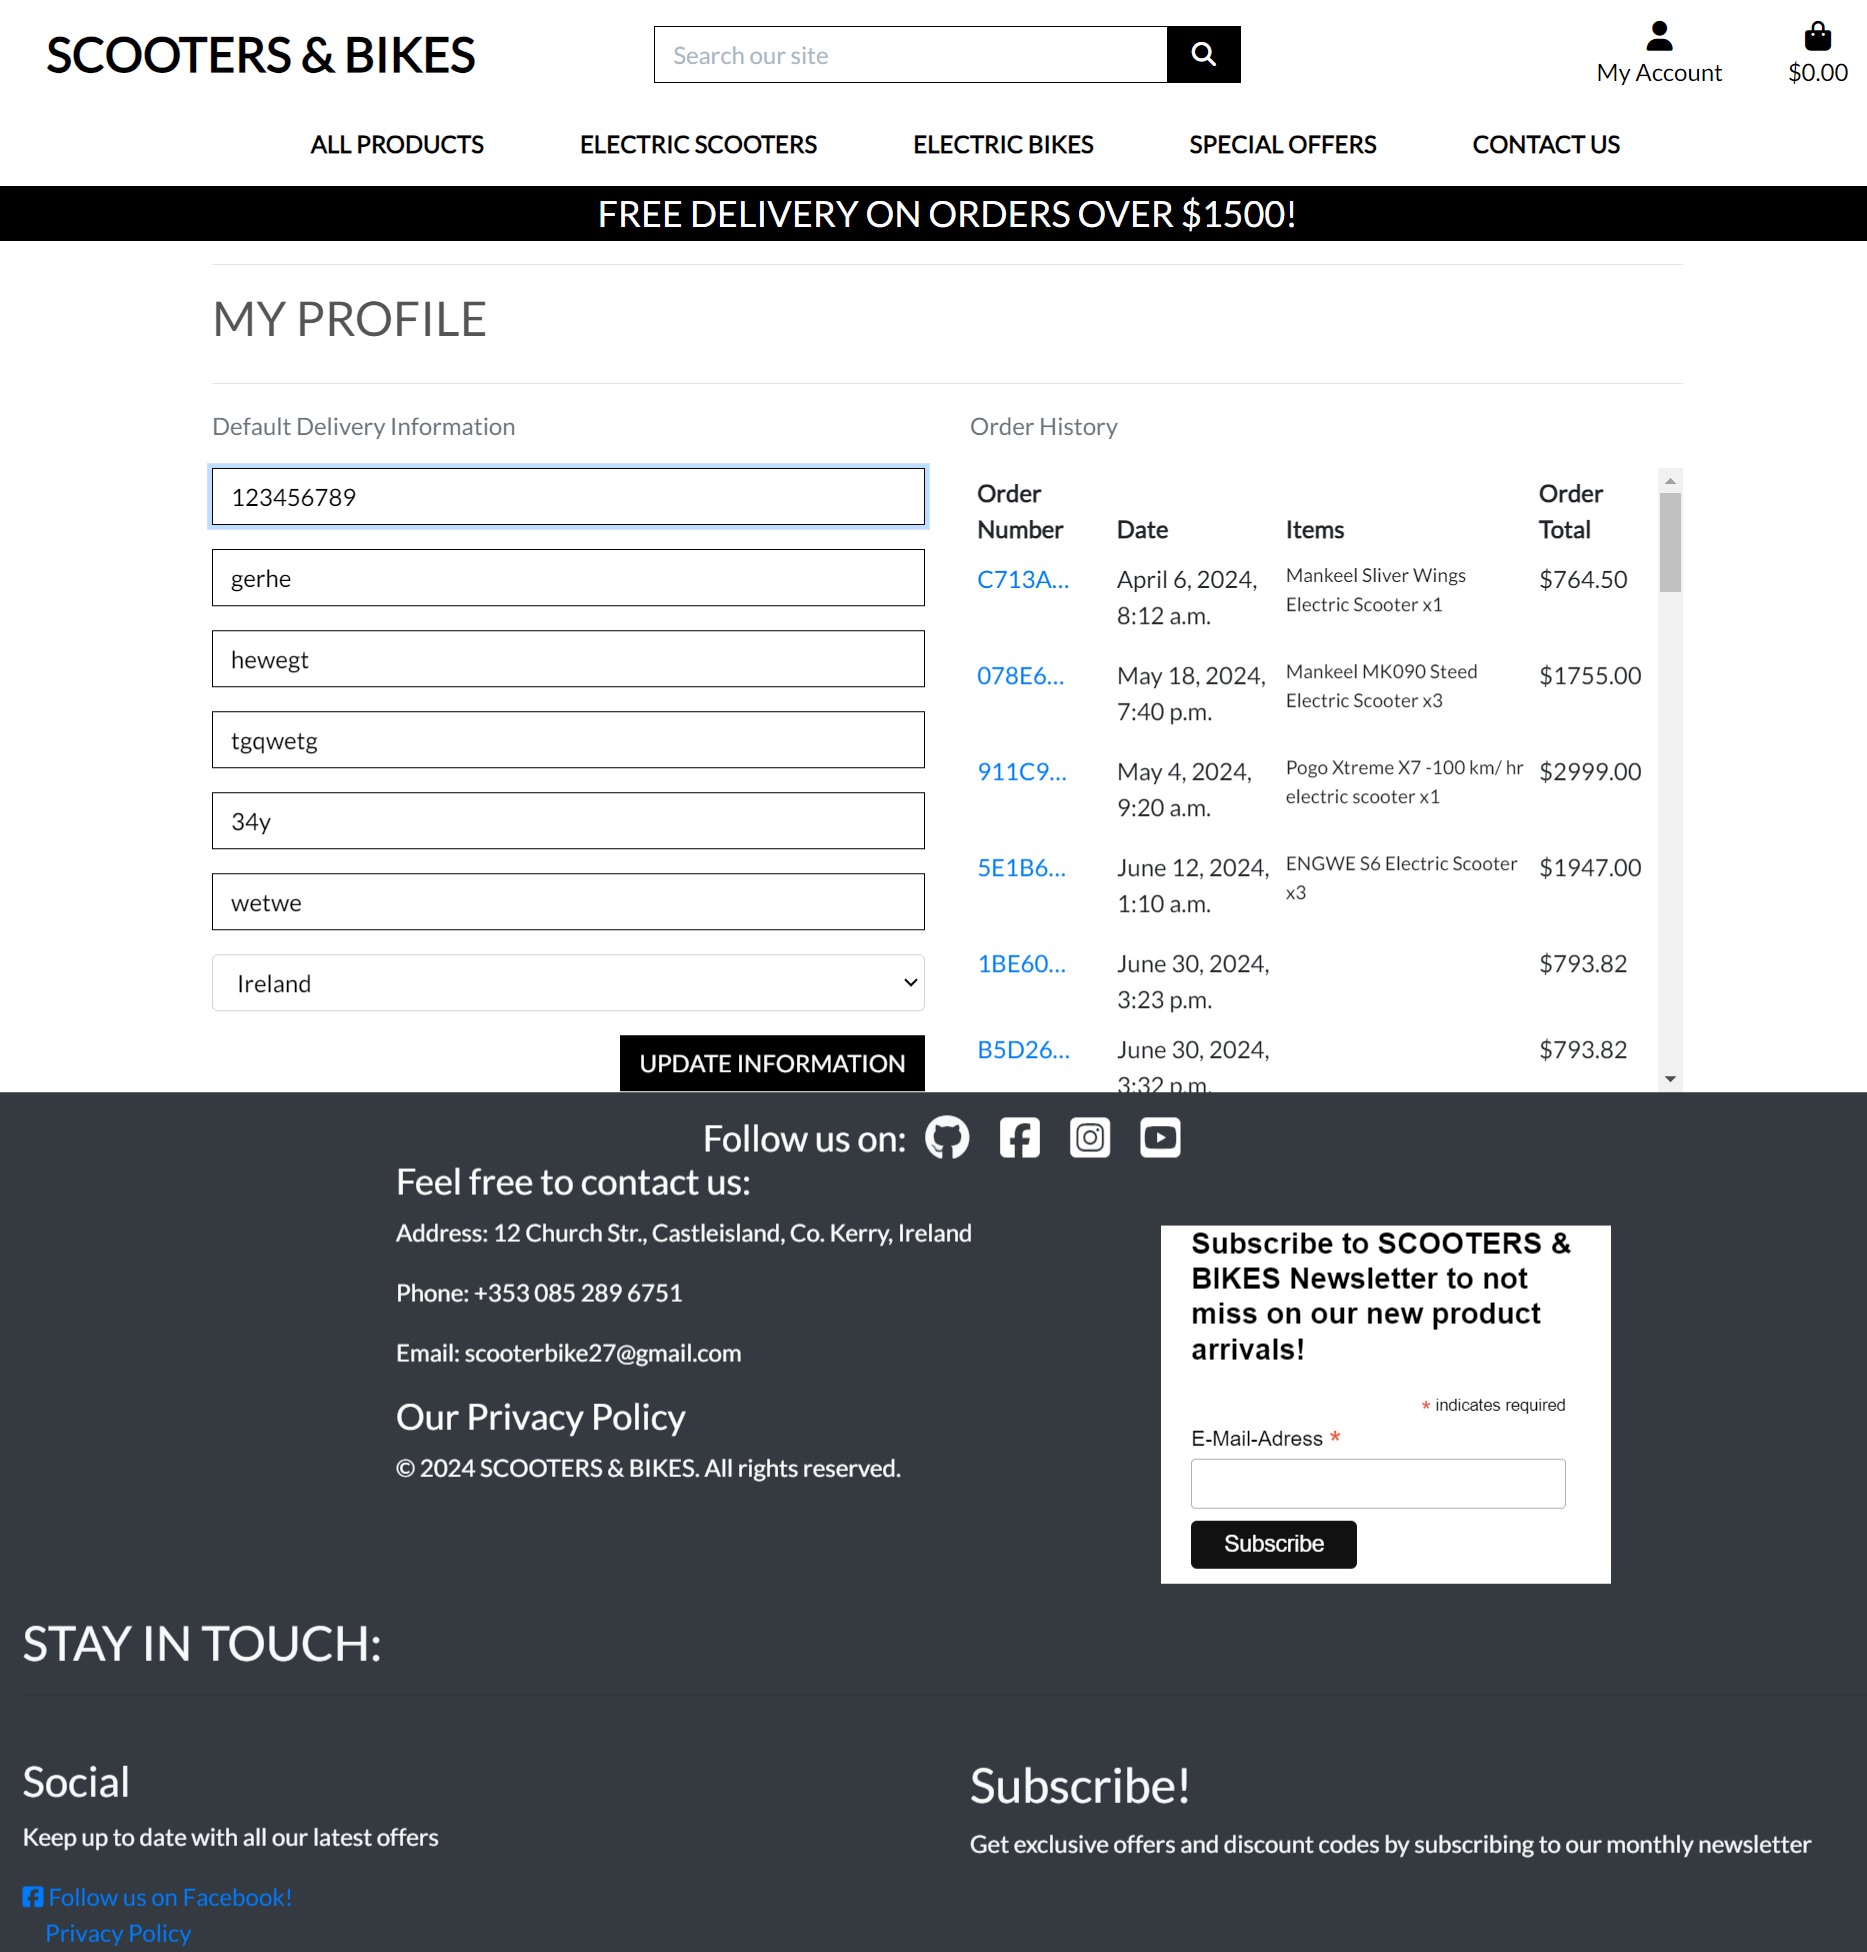 SCOOTERS & BIKES
Search our site
My Account
$0.00
ALL PRODUCTS
ELECTRIC SCOOTERS
ELECTRIC BIKES
SPECIAL OFFERS
CONTACT US
FREE DELIVERY ON ORDERS OVER $1500!
MY PROFILE
Default Delivery Information
123456789
gerhe
hewegt
tgqwetg
34y
wetwe
Ireland
UPDATE INFORMATION
Order History
Order Number Date Items Order Total
C713A... April 6, 2024, 8:12 a.m. Mankeel Sliver Wings Electric Scooter x1 $764.50
078E6... May 18, 2024, 7:40 p.m. Mankeel MK090 Steed Electric Scooter x3 $1755.00
911C9... May 4, 2024, 9:20 a.m. Pogo Xtreme X7 -100 km/ hr electric scooter x1 $2999.00
5E1B6... June 12, 2024, 1:10 a.m. ENGWE S6 Electric Scooter x3 $1947.00
1BE60... June 30, 2024, 3:23 p.m. $793.82
B5D26... June 30, 2024, 3:32 p.m. $793.82
Follow us on:
Feel free to contact us:
Address: 12 Church Str., Castleisland, Co. Kerry, Ireland
Phone: +353 085 289 6751
Email: scooterbike27@gmail.com
Our Privacy Policy
© 2024 SCOOTERS & BIKES. All rights reserved.
Subscribe to SCOOTERS &
BIKES Newsletter to not
miss on our new product
arrivals!
* indicates required
E-Mail-Adress *
Subscribe
STAY IN TOUCH:
Social
Keep up to date with all our latest offers
Follow us on Facebook!
Privacy Policy
Subscribe!
Get exclusive offers and discount codes by subscribing to our monthly newsletter